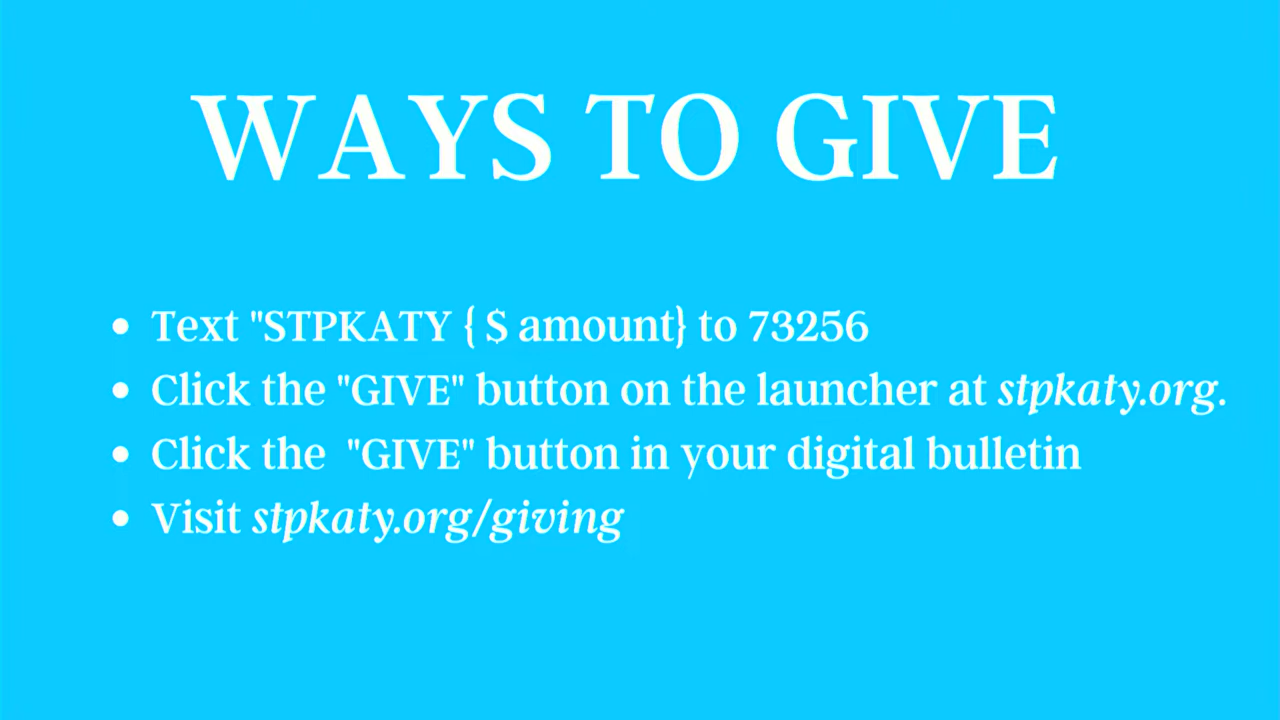 WAYS TO GIVE
• Text "STPKATY { $ amount} to 73256
• Click the "GIVE" button on the launcher at stpkaty.org.
• Click the  "GIVE" button in your digital bulletin
• Visit stpkaty.org/giving